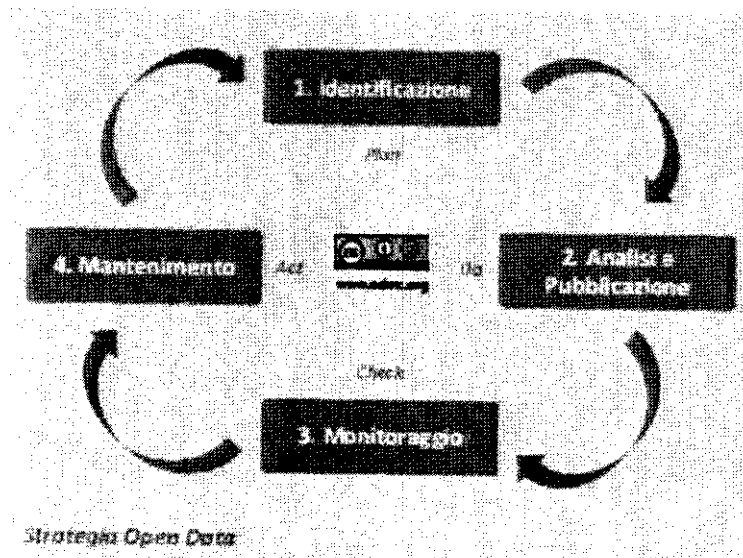 1. Identificazione
Plan
4. Mantenimento
Act
Do
2. Analisi e
Pubblicazione
Check
3. Monitoraggio
Strategia Open Data